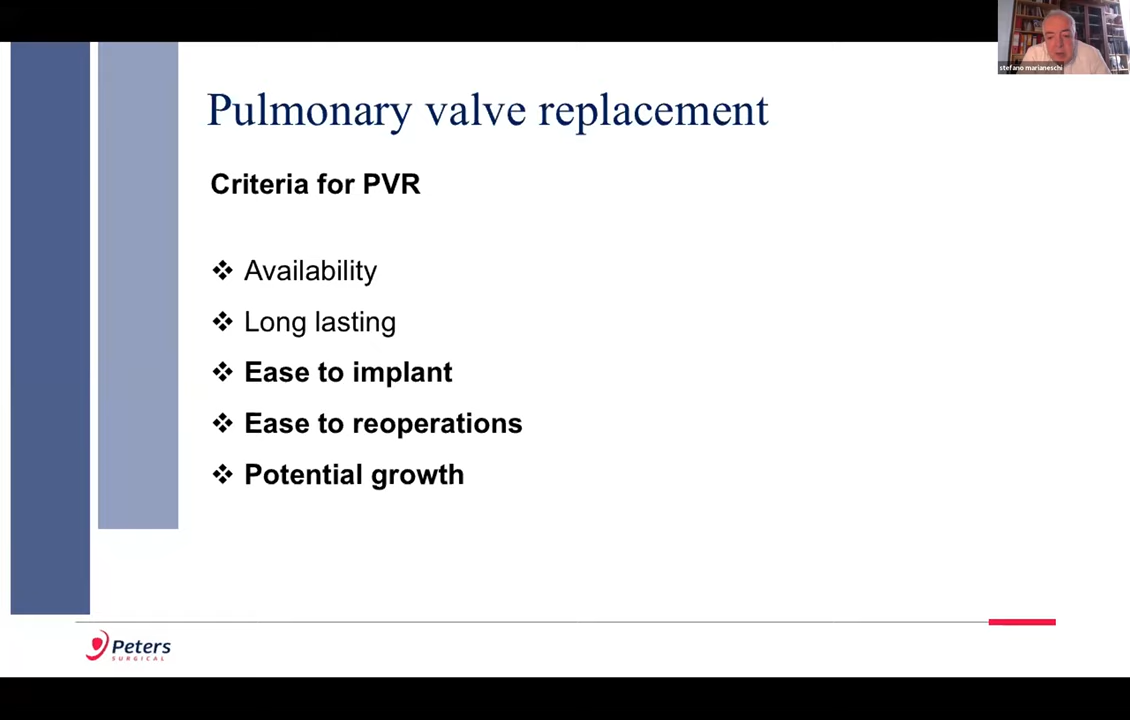 stefano marianeschi
Pulmonary valve replacement
Criteria for PVR
❖ Availability
❖ Long lasting
❖ Ease to implant
❖ Ease to reoperations
❖ Potential growth
Peters
SURGICAL